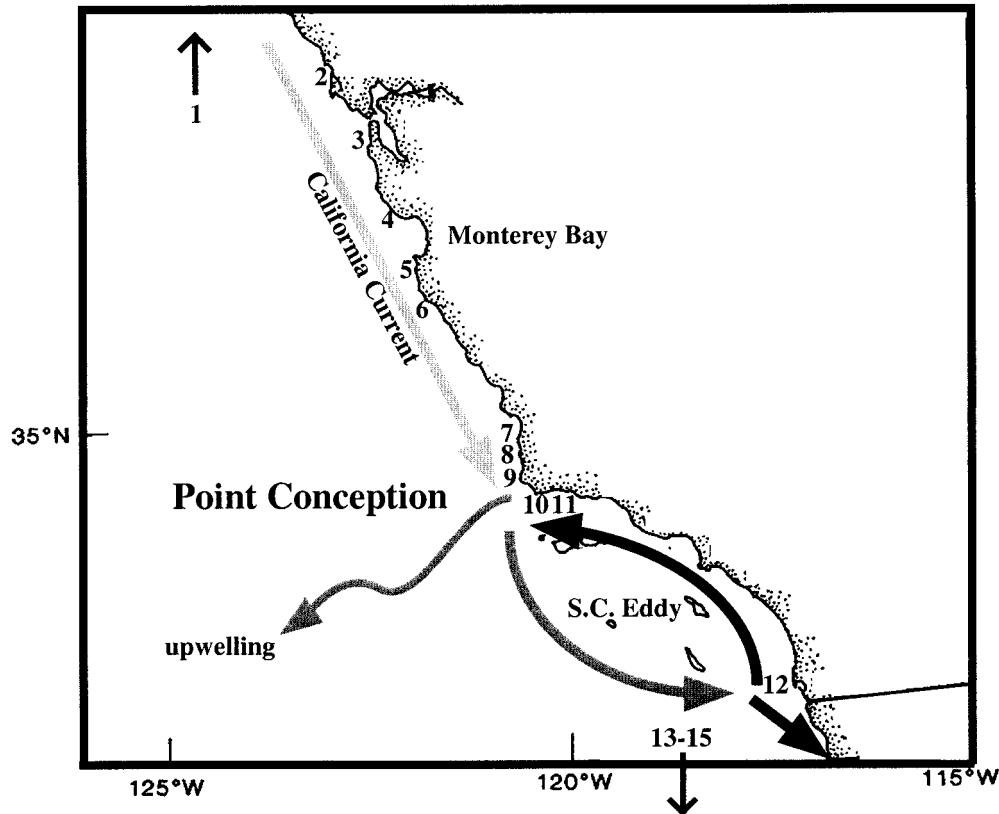 1
2
3
California Current
4
Monterey Bay
5
6
35°N
7
8
9
Point Conception
10 11
S.C. Eddy
upwelling
12
13-15
125°W
120°W
115°W